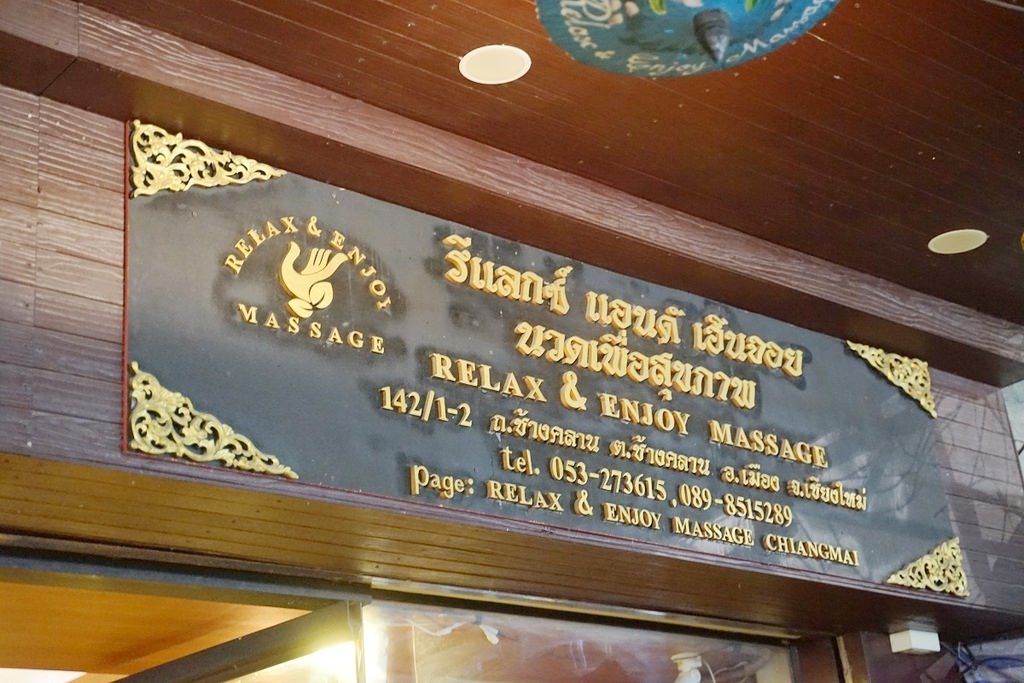 Relax &
Enjoy Massa
RELAX & ENJOY
MASSAGE
รีแลกซ์ แอนด์ เอ็นจอย
นวดเพื่อสุขภาพ
RELAX & ENJOY MASSAGE
142/1-2 ถ.ช้างคลาน ต.ช้างคลาน อ.เมือง จ.เชียงใหม่
tel. 053-273615, 089-8515289
page: RELAX & ENJOY MASSAGE CHIANGMAI